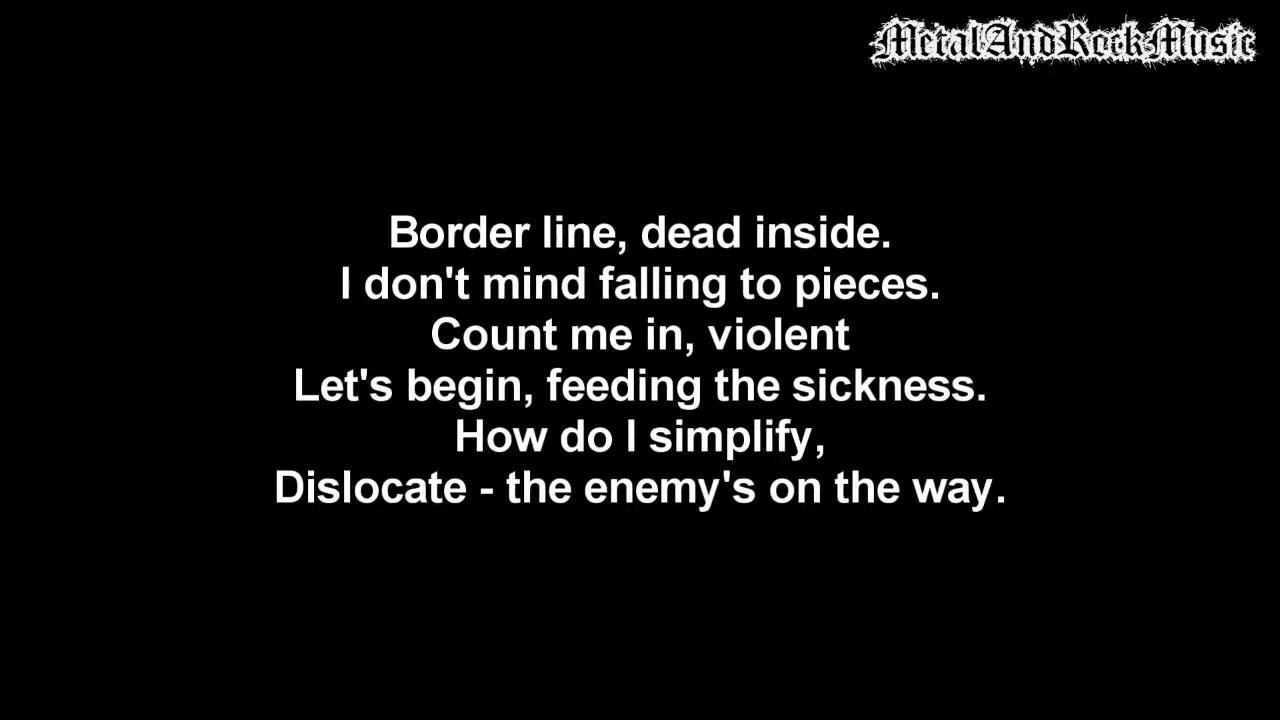 MetalAndRockMusic
Border line, dead inside.
I don't mind falling to pieces.
Count me in, violent
Let's begin, feeding the sickness.
How do I simplify,
Dislocate - the enemy's on the way.